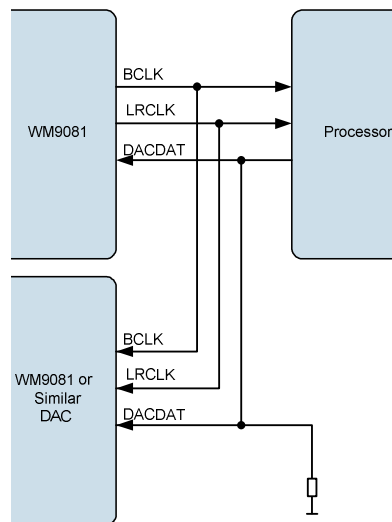 BCLK
LRCLK
WM9081
Processor
DACDAT
BCLK
WM9081 or
Similar
DAC
LRCLK
DACDAT